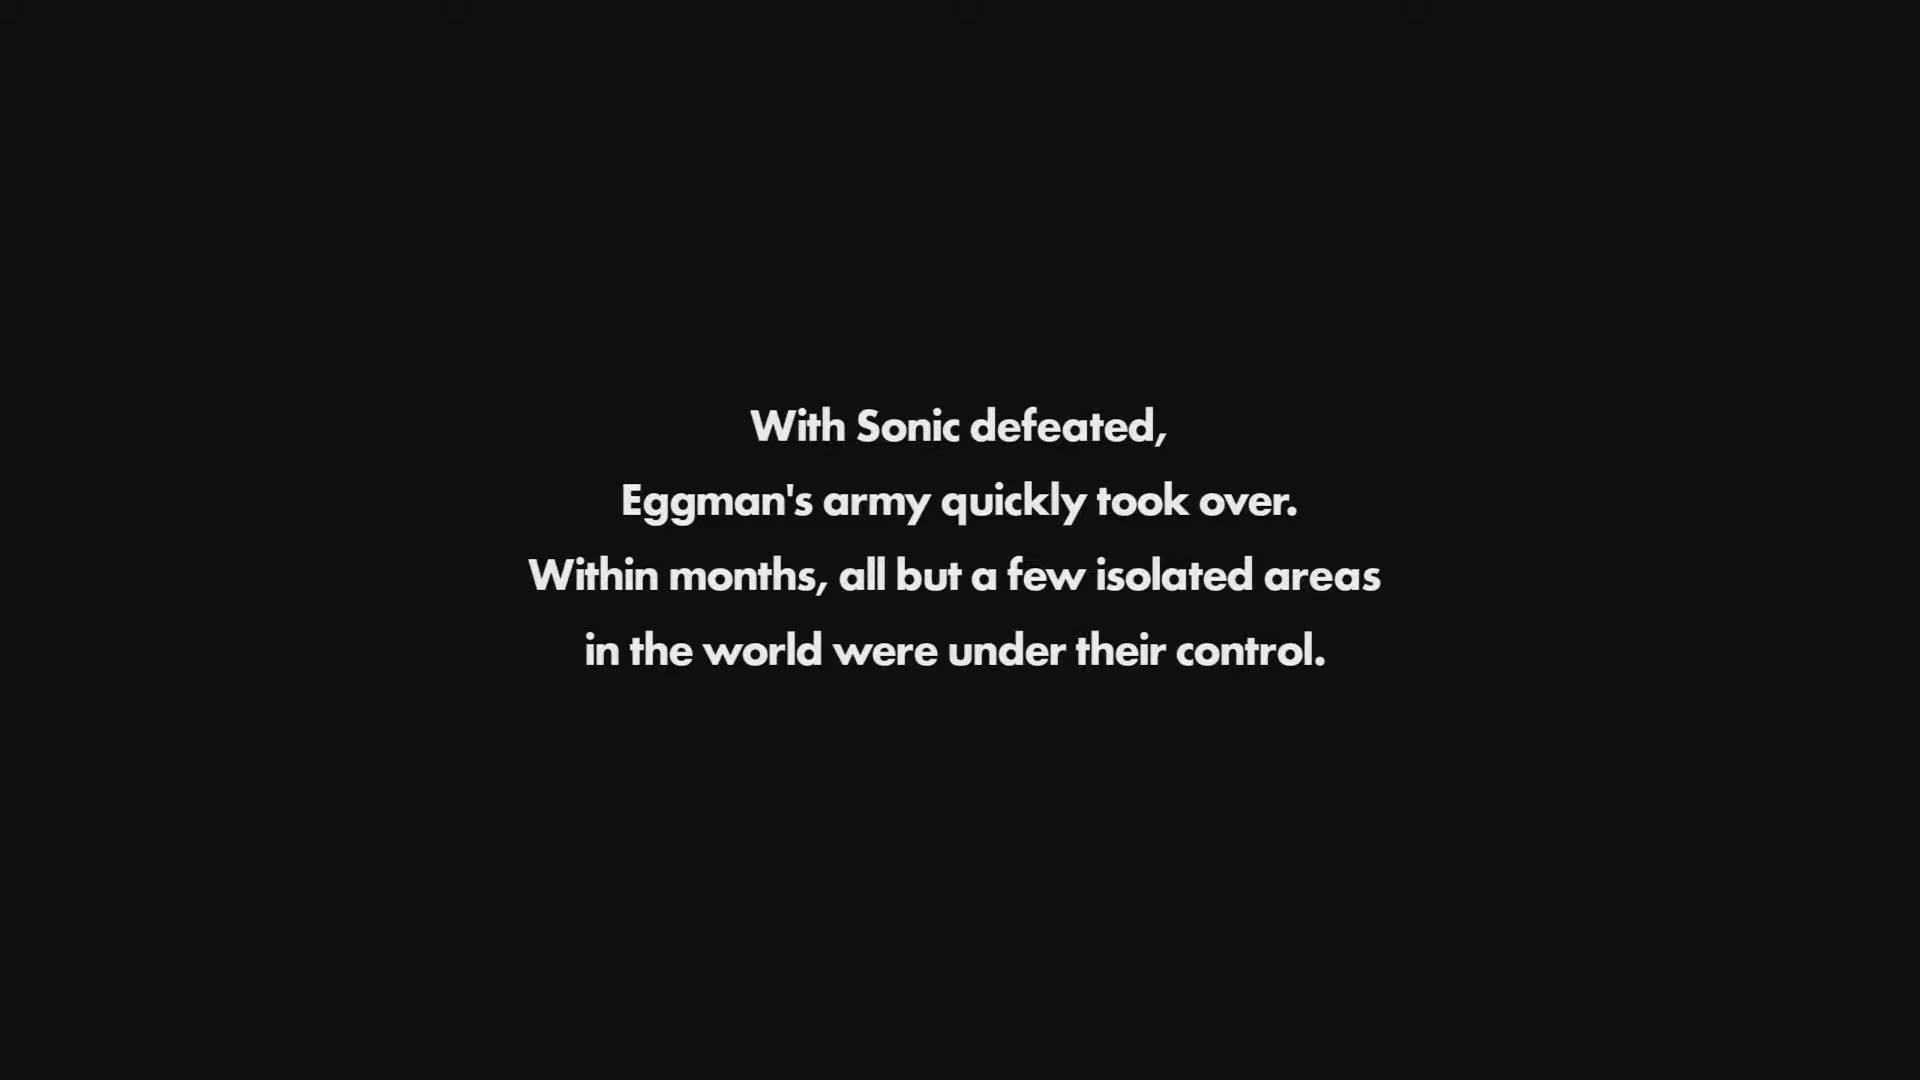 With Sonic defeated,
Eggman's army quickly took over.
Within months, all but a few isolated areas
in the world were under their control.